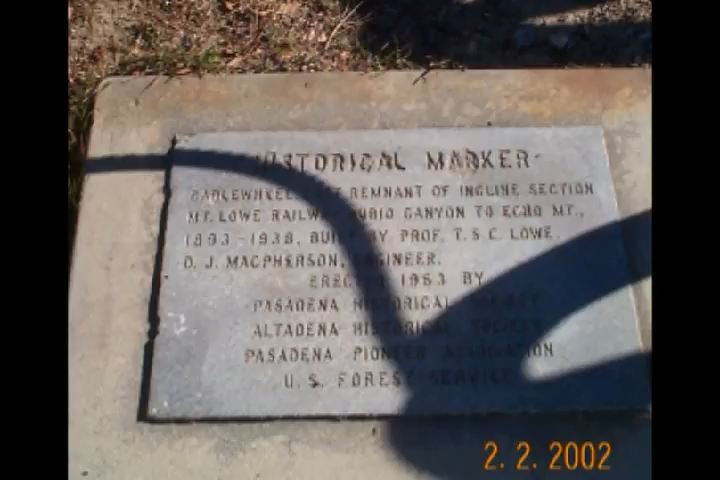 HISTORICAL MARKER
CABLEWHEEL REMNANT OF INCLINE SECTION
MT. LOWE RAILWAY RUBIO CANYON TO ECHO MT.,
1893-1938, BUILT BY PROF. T.S.C. LOWE.
D. J. MACPHERSON, ENGINEER.
ERECTED 1963 BY
PASADENA HISTORICAL SOCIETY
ALTADENA HISTORICAL SOCIETY
PASADENA PIONEER ASSOCIATION
U.S. FOREST SERVICE
2. 2. 2002